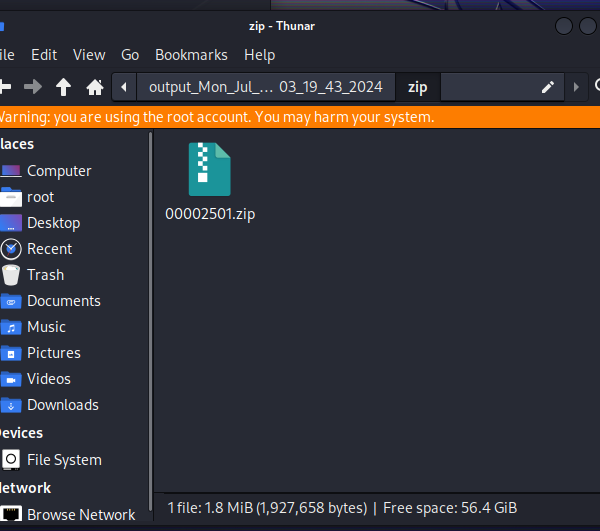 zip - Thunar
ile Edit View Go Bookmarks Help
output_Mon_Jul_... 03_19_43_2024 zip
Warning: you are using the root account. You may harm your system.
laces
Computer
root
Desktop
Recent
Trash
Documents
Music
Pictures
Videos
Downloads
evices
File System
etwork
Browse Network
00002501.zip
1 file: 1.8 MiB (1,927,658 bytes) | Free space: 56.4 GiB